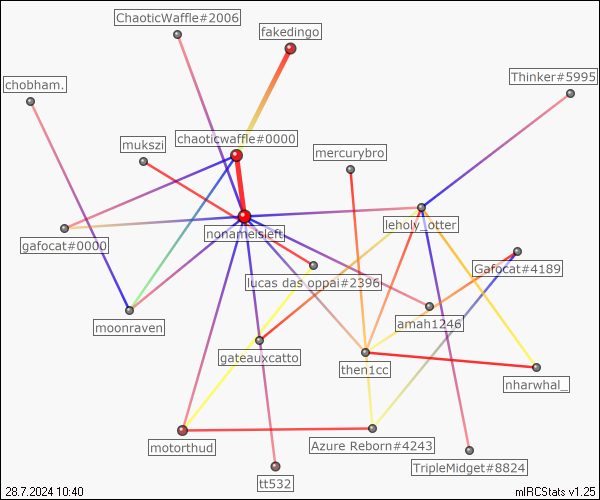 ChaoticWaffle#2006
fakedingo
Thinker#5995
chobham.
chaoticwaffle#0000
mukszi
mercurybro
leholy_otter
nonameisleft
gafocat#0000
Gafocat#4189
lucas das oppai#2396
amah1246
moonraven
gateauxcatto
then1cc
nharwhal_
motorthud
Azure Reborn#4243
TripleMidget#8824
tt532
28.7.2024 10:40
mIRCStats v1.25